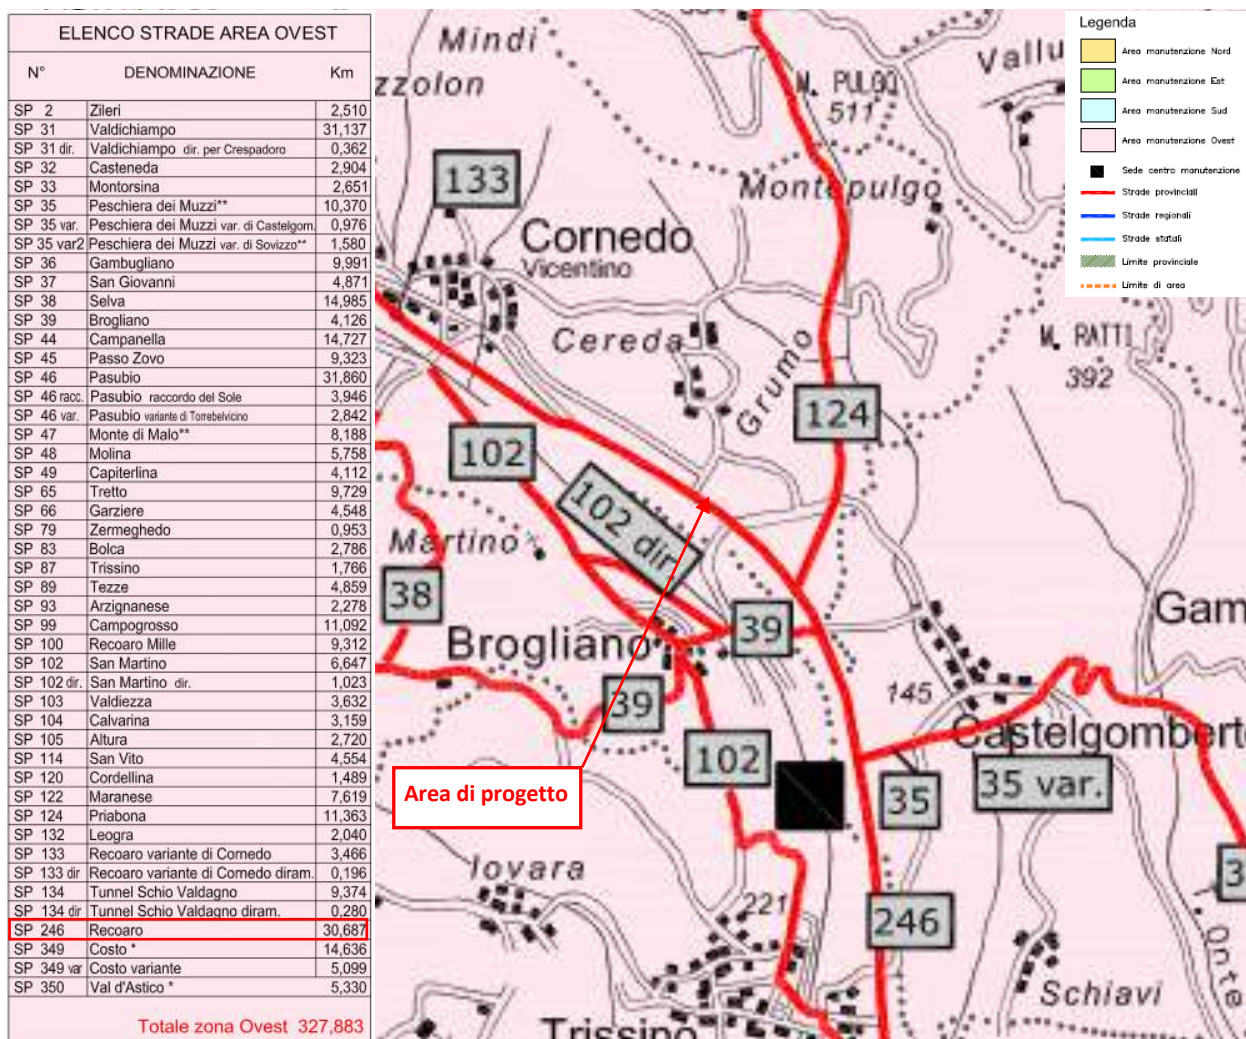 ELENCO STRADE AREA OVEST
N° DENOMINAZIONE Km
SP 2 Zileri 2,510
SP 31 Valdichiampo 31,137
SP 31 dir. Valdichiampo dir. per Crespadoro 0,362
SP 32 Casteneda 2,904
SP 33 Montorsina 2,651
SP 35 Peschiera dei Muzzi** 10,370
SP 35 var. Peschiera dei Muzzi var. di Castelgom. 0,976
SP 35 var2 Peschiera dei Muzzi var. di Sovizzo** 1,580
SP 36 Gambugliano 9,991
SP 37 San Giovanni 4,871
SP 38 Selva 14,985
SP 39 Brogliano 4,126
SP 44 Campanella 14,727
SP 45 Passo Zovo 9,323
SP 46 Pasubio 31,860
SP 46 racc. Pasubio raccordo del Sole 3,946
SP 46 var. Pasubio variante di Torrebelvicino 2,842
SP 47 Monte di Malo** 8,188
SP 48 Molina 5,758
SP 49 Capiterlina 4,112
SP 65 Tretto 9,729
SP 66 Garziere 4,548
SP 79 Zermeghedo 0,953
SP 83 Bolca 2,786
SP 87 Trissino 1,766
SP 89 Tezze 4,859
SP 93 Arzignanese 2,278
SP 99 Campogrosso 11,092
SP 100 Recoaro Mille 9,312
SP 102 San Martino 6,647
SP 102 dir. San Martino dir. 1,023
SP 103 Valdiezza 3,632
SP 104 Calvarina 3,159
SP 105 Altura 2,720
SP 114 San Vito 4,554
SP 120 Cordellina 1,489
SP 122 Maranese 7,619
SP 124 Priabona 11,363
SP 132 Leogra 2,040
SP 133 Recoaro variante di Cornedo 3,466
SP 133 dir Recoaro variante di Cornedo diram. 0,196
SP 134 Tunnel Schio Valdagno 9,374
SP 134 dir Tunnel Schio Valdagno diram. 0,280
SP 246 Recoaro 30,687
SP 349 Costo * 14,636
SP 349 var Costo variante 5,099
SP 350 Val d'Astico * 5,330
Totale zona Ovest 327,883
Mindi
zzolon
M. PULGO
511
Vallu
133
Montepulgo
Cornedo
Vicentino
Cereda
Grumo
M. RATTI
392
124
102
102 dir
Martino
38
39
Brogliano
Gam
145
39
Castelgomberto
102
35
35 var.
Area di progetto
Iovara
221
246
3
Onte
Schiavi
Trissino
Legenda
Area manutenzione Nord
Area manutenzione Est
Area manutenzione Sud
Area manutenzione Ovest
Sede centro manutenzione
Strade provinciali
Strade regionali
Strade statali
Limite provinciale
Limite di area